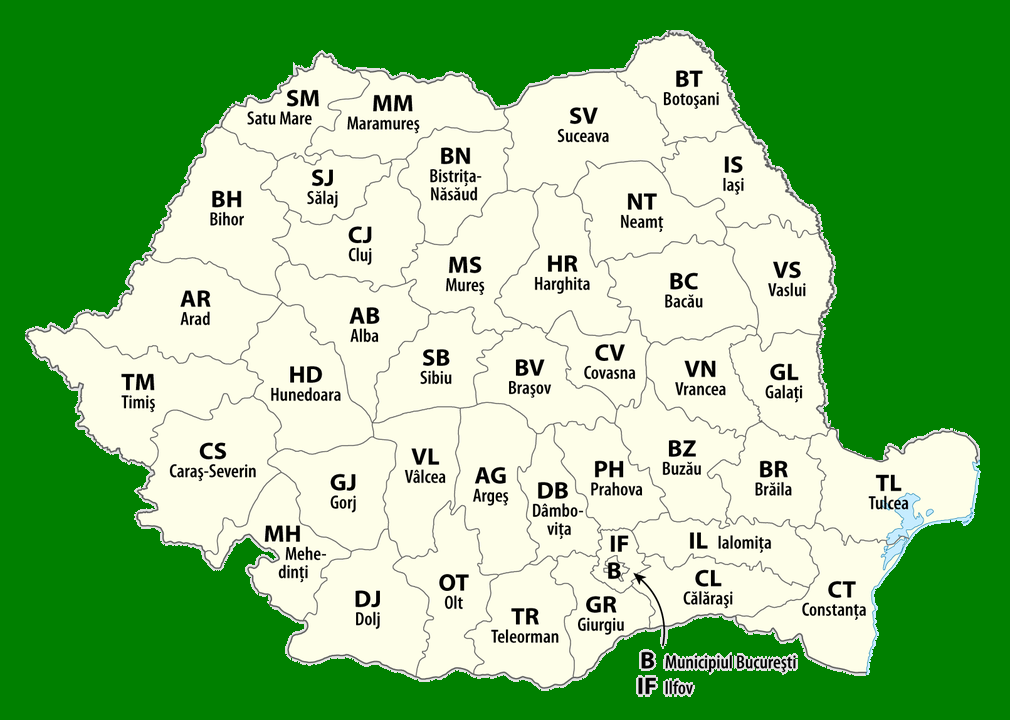 BT
Botoşani
SM
Satu Mare
MM
Maramureş
SV
Suceava
BN
Bistriţa-
Năsăud
IS
Iaşi
SJ
Sălaj
BH
Bihor
NT
Neamţ
CJ
Cluj
MS
Mureş
HR
Harghita
BC
Bacău
VS
Vaslui
AR
Arad
AB
Alba
SB
Sibiu
BV
Braşov
CV
Covasna
VN
Vrancea
GL
Galaţi
TM
Timiş
HD
Hunedoara
CS
Caraş-Severin
GJ
Gorj
VL
Vâlcea
AG
Argeş
DB
Dâmbo-
viţa
PH
Prahova
BZ
Buzău
BR
Brăila
TL
Tulcea
MH
Mehe-
dinţi
IF
B
IL Ialomiţa
CL
Călăraşi
CT
Constanţa
DJ
Dolj
OT
Olt
TR
Teleorman
GR
Giurgiu
B Municipiul Bucureşti
IF Ilfov